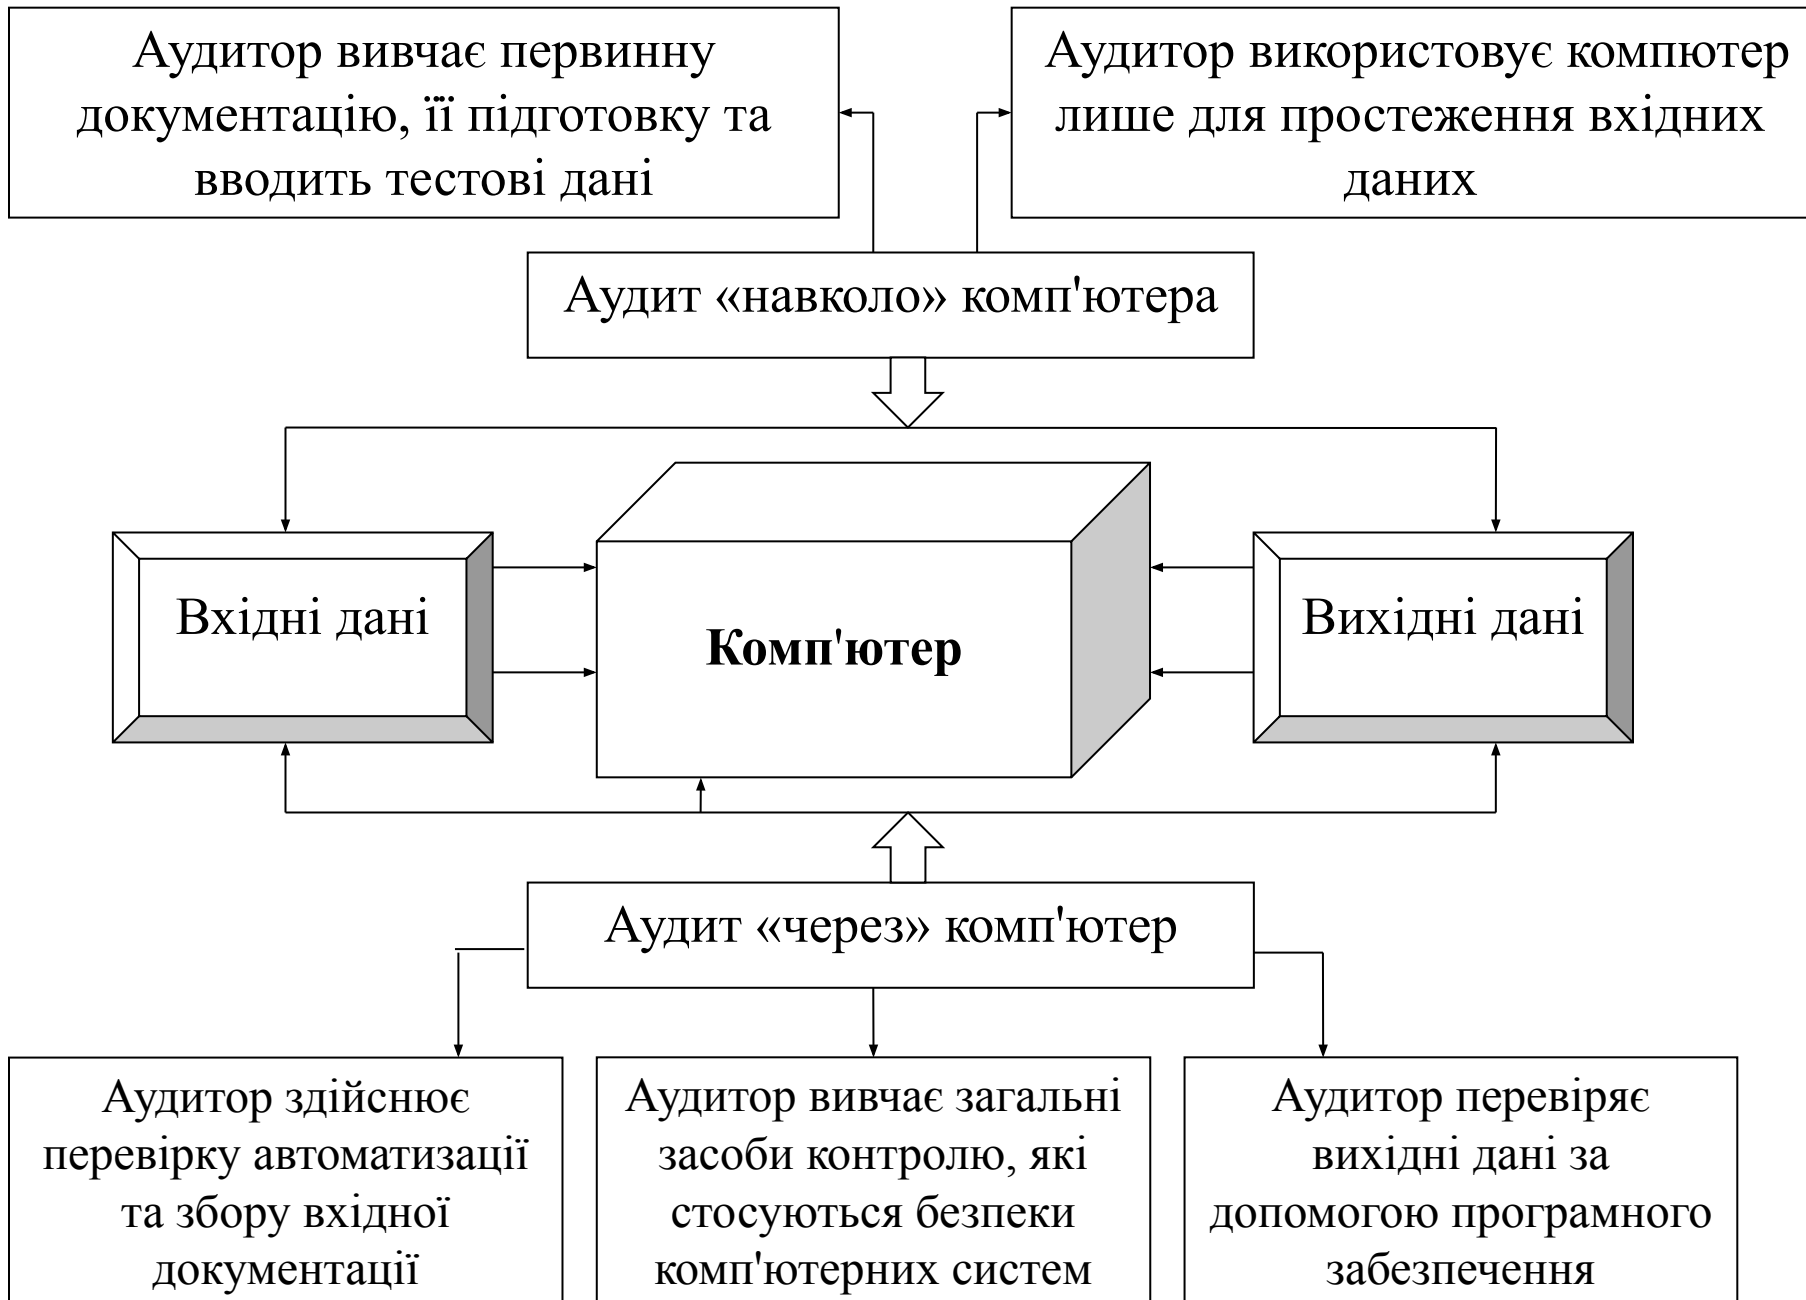 Аудитор вивчає первинну
документацію, її підготовку та
вводить тестові дані
Аудитор використовує компютер
лише для простеження вхідних
даних
Аудит «навколо» комп'ютера
Вхідні дані
Комп'ютер
Вихідні дані
Аудит «через» комп'ютер
Аудитор здійснює
перевірку автоматизації
та збору вхідної
документації
Аудитор вивчає загальні
засоби контролю, які
стосуються безпеки
комп'ютерних систем
Аудитор перевіряє
вихідні дані за
допомогою програмного
забезпечення